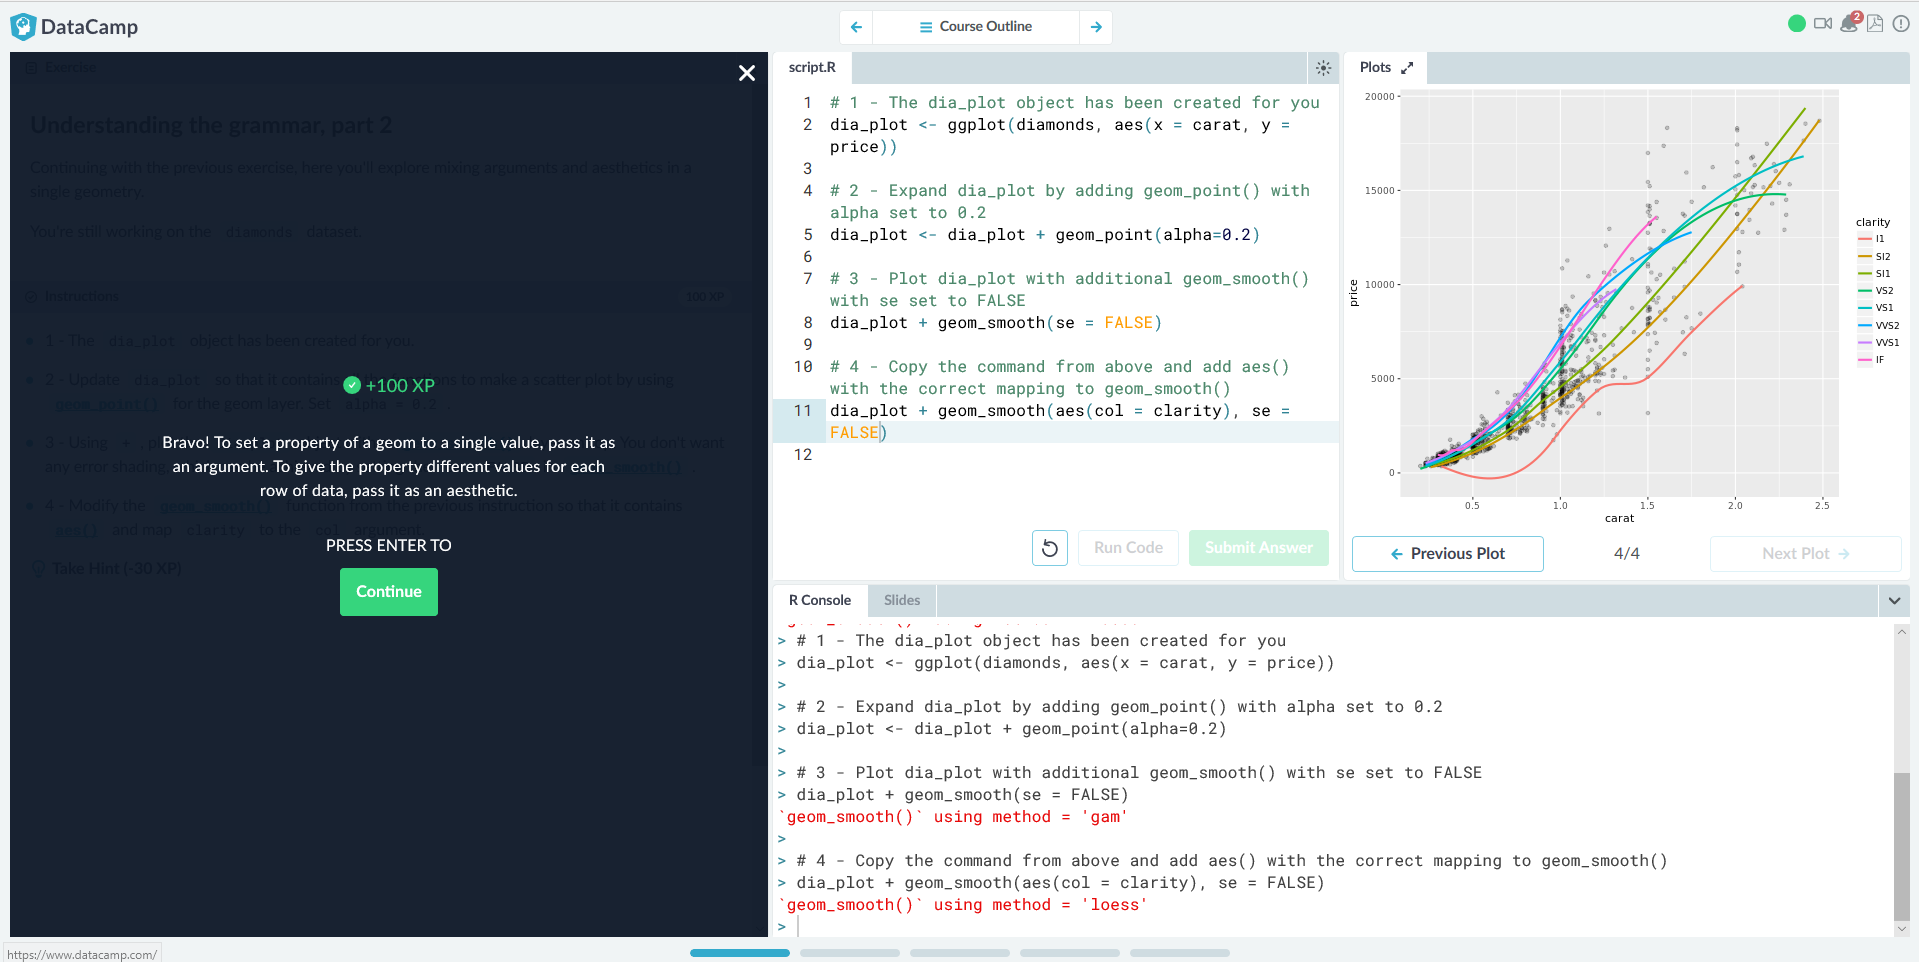 DataCamp
Course Outline
2
Exercise
Understanding the grammar, part 2
Continuing with the previous exercise, here you'll explore mixing arguments and aesthetics in a
single geometry.
You're still working on the diamonds dataset.
Instructions
100 XP
1 - The dia_plot object has been created for you.
2 - Update dia_plot so that it contains all the functions to make a scatter plot by using
geom_point() for the geom layer. Set alpha = 0.2
3 - Using + , pl You don't want
any error shading, smooth() .
4 - Modify the geom_smooth() function from the previous instruction so that it contains
aes() and map clarity to the col argument.
Take Hint (-30 XP)
+100 XP
Bravo! To set a property of a geom to a single value, pass it as
an argument. To give the property different values for each
row of data, pass it as an aesthetic.
PRESS ENTER TO
Continue
script.R
1 # 1 - The dia_plot object has been created for you
2 dia_plot <- ggplot(diamonds, aes(x = carat, y =
price))
3
4 # 2 - Expand dia_plot by adding geom_point() with
alpha set to 0.2
5 dia_plot <- dia_plot + geom_point(alpha=0.2)
6
7 # 3 - Plot dia_plot with additional geom_smooth()
with se set to FALSE
8 dia_plot + geom_smooth(se = FALSE)
9
10 # 4 - Copy the command from above and add aes()
with the correct mapping to geom_smooth()
11 dia_plot + geom_smooth(aes(col = clarity), se =
FALSE)
12
Run Code
Submit Answer
Plots
20000
15000
10000
5000
0
price
0.5 1.0 1.5 2.0 2.5
carat
clarity
I1
SI2
SI1
VS2
VS1
VVS2
VVS1
IF
Previous Plot
4/4
Next Plot
R Console
Slides
> # 1 - The dia_plot object has been created for you
> dia_plot <- ggplot(diamonds, aes(x = carat, y = price))
>
> # 2 - Expand dia_plot by adding geom_point() with alpha set to 0.2
> dia_plot <- dia_plot + geom_point(alpha=0.2)
>
> # 3 - Plot dia_plot with additional geom_smooth() with se set to FALSE
> dia_plot + geom_smooth(se = FALSE)
`geom_smooth()` using method = 'gam'
>
> # 4 - Copy the command from above and add aes() with the correct mapping to geom_smooth()
> dia_plot + geom_smooth(aes(col = clarity), se = FALSE)
`geom_smooth()` using method = 'loess'
>
https://www.datacamp.com/